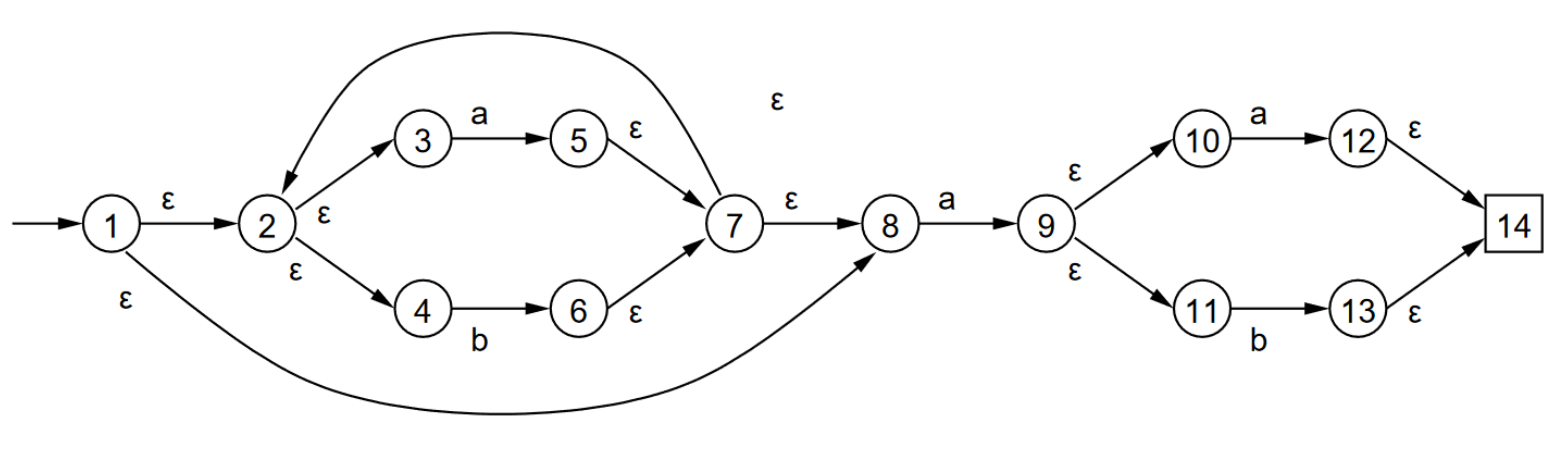 ε
3 a 5 ε 10 a 12 ε
ε
1 ε 2 ε 7 ε 8 a 9 14
ε ε ε
4 6 ε 11 13 ε
b b